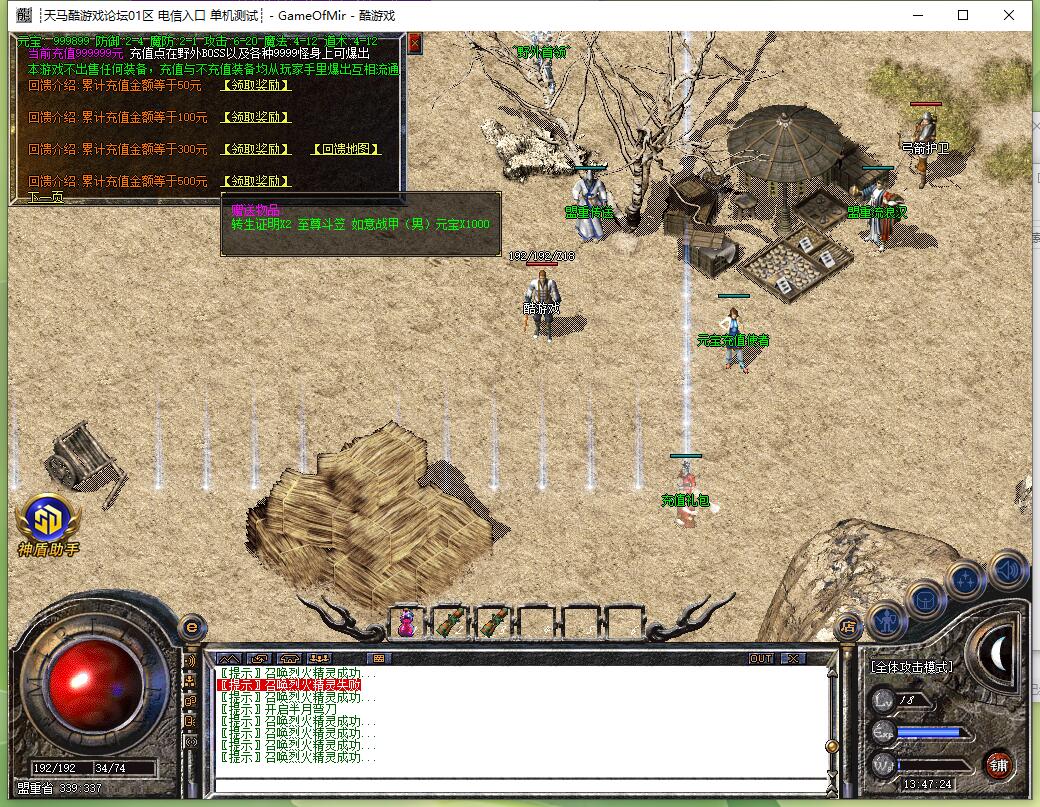 天马酷游戏论坛01区 电信入口 单机测试 - GameOfMir - 酷游戏
元宝: 999899 防御:2-4 魔防:2-1 攻击:6-20 魔法:4-12 道术:4-12
当前充值999999元 充值点在野外BOSS以及各种9999怪身上可爆出
本游戏不出售任何装备，充值与不充值装备均从玩家手里爆出互相流通
回馈介绍:累计充值金额等于50元 【领取奖励】
回馈介绍:累计充值金额等于100元 【领取奖励】
回馈介绍:累计充值金额等于300元 【领取奖励】 【回馈地图】
回馈介绍:累计充值金额等于500元 【领取奖励】
下一页
赠送物品
转生证明X2 至尊斗笠 如意战甲（男）元宝X1000
野外首领
弓箭护卫
盟重传送
盟重流浪汉
酷游戏
元宝充值使者
充值礼包
神盾助手
店
OUT
[全体攻击模式]
〖提示〗召唤烈火精灵成功...
〖提示〗召唤烈火精灵失败
〖提示〗召唤烈火精灵成功...
〖提示〗开启半月弯刀
〖提示〗召唤烈火精灵成功...
〖提示〗召唤烈火精灵成功...
〖提示〗召唤烈火精灵成功...
〖提示〗召唤烈火精灵成功...
Lv 18
Exp
铺
192/192 34/74
盟重省 339:337
13:47:24